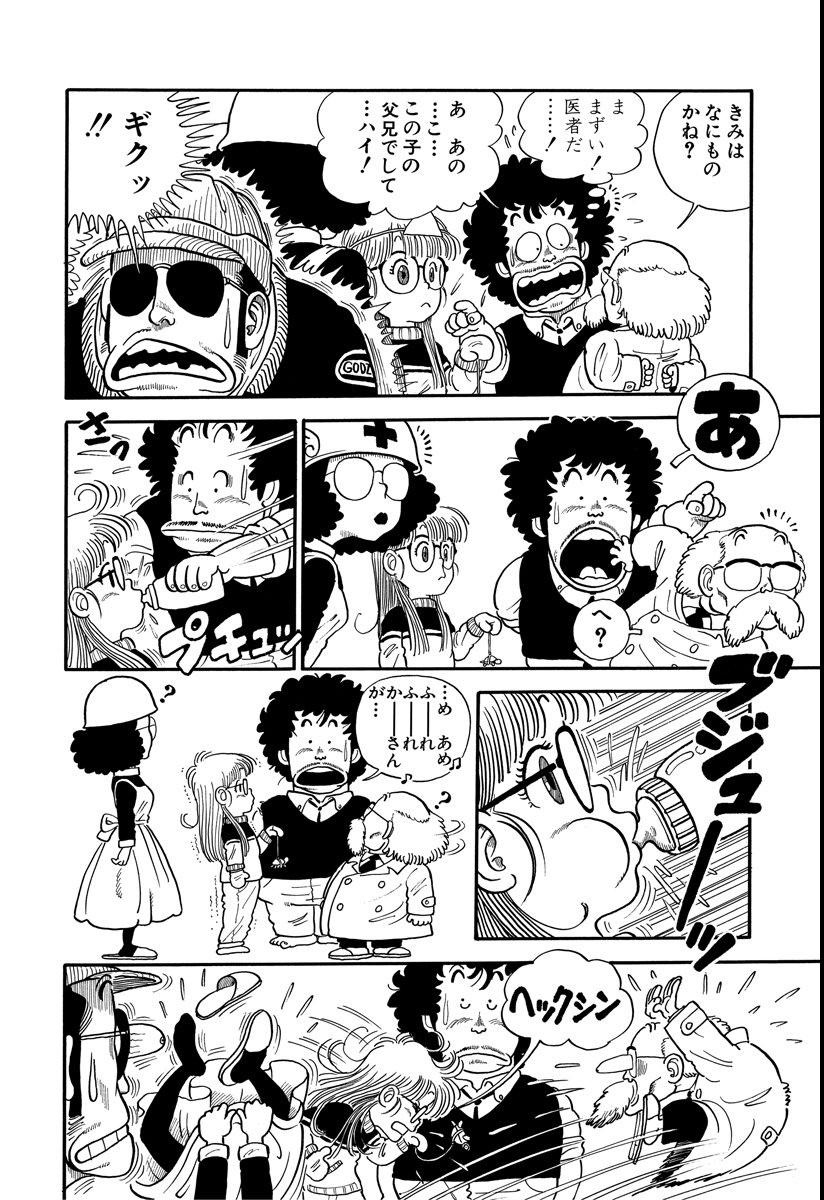 きみは
なにもの
かね？
ま
まずい！
医者だ
………！
あ　あの
…こ…
この子の
父兄でして
…ハイ！
ギクッ
!!
GODZ
あ
へ？
さっ
プチュッ
ブジューーッ
…め　あめ♪
ふ―れ
ふ―れ
か――さん♪
が…
?
?
ヘックシン